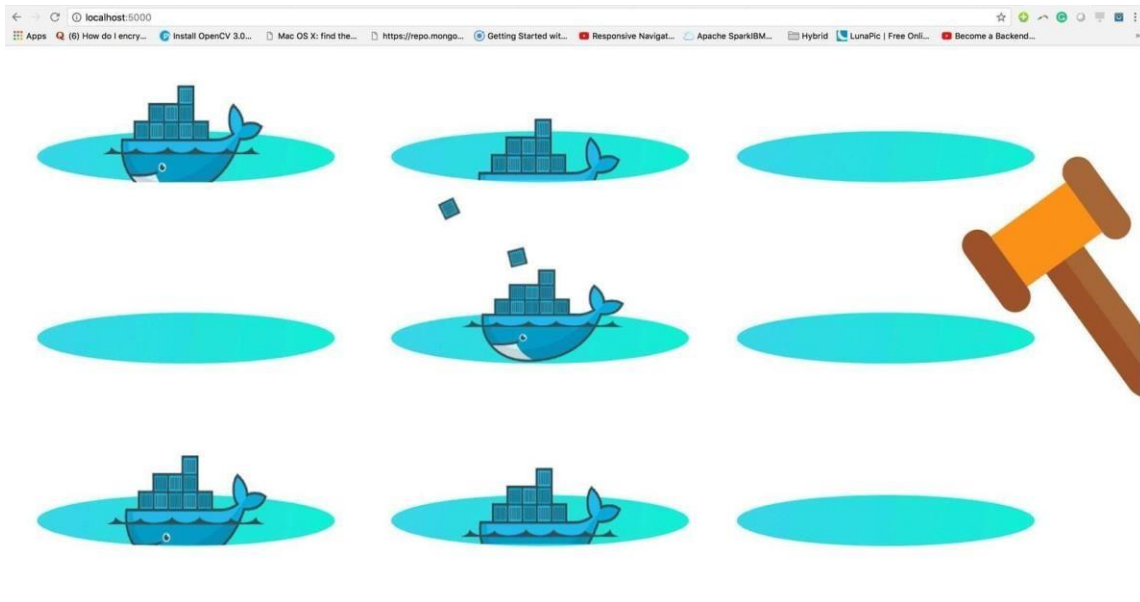 localhost:5000
Apps (6) How do I encry... Install OpenCV 3.0... Mac OS X: find the... https://repo.mongo... Getting Started wit... Responsive Navigat... Apache SparkIBM... Hybrid LunaPic | Free Onli... Become a Backend...